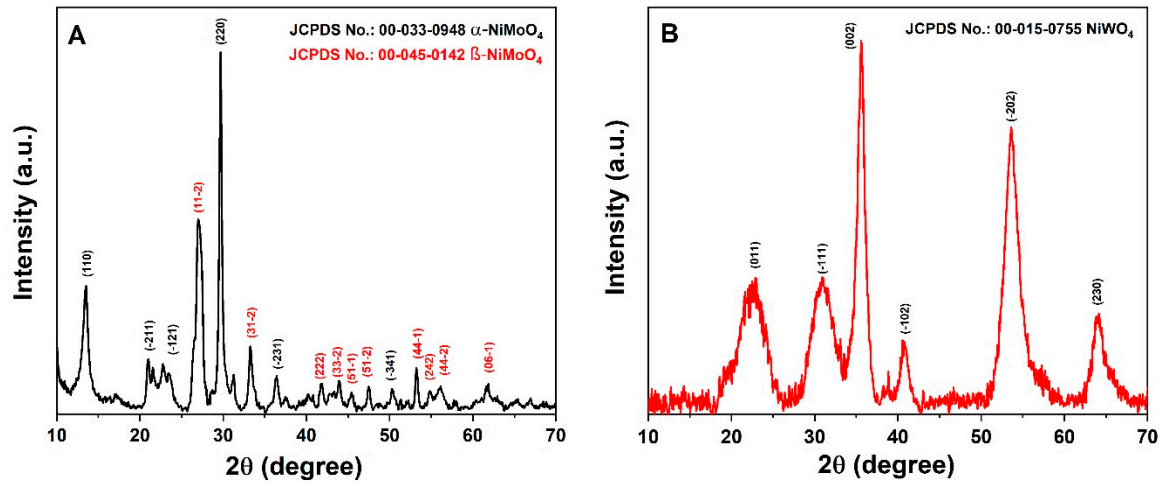 A
JCPDS No.: 00-033-0948 α-NiMoO₄
JCPDS No.: 00-045-0142 ß-NiMoO₄
Intensity (a.u.)
(110)
(-211)
(-121)
(11-2)
(220)
(31-2)
(-231)
(222)
(33-2)
(51-1)
(51-2)
(-341)
(44-1)
(242)
(44-2)
(06-1)
10 20 30 40 50 60 70
2θ (degree)
B
JCPDS No.: 00-015-0755 NiWO₄
Intensity (a.u.)
(011)
(-111)
(002)
(-102)
(-202)
(230)
10 20 30 40 50 60 70
2θ (degree)